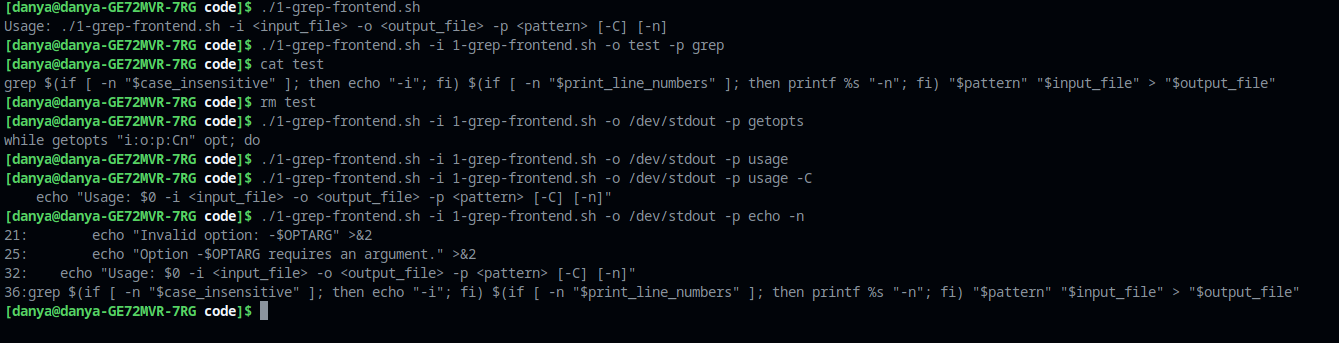 [danya@danya-GE72MVR-7RG code]$ ./1-grep-frontend.sh
Usage: ./1-grep-frontend.sh -i <input_file> -o <output_file> -p <pattern> [-C] [-n]
[danya@danya-GE72MVR-7RG code]$ ./1-grep-frontend.sh -i 1-grep-frontend.sh -o test -p grep
[danya@danya-GE72MVR-7RG code]$ cat test
grep $(if [ -n "$case_insensitive" ]; then echo "-i"; fi) $(if [ -n "$print_line_numbers" ]; then printf %s "-n"; fi) "$pattern" "$input_file" > "$output_file"
[danya@danya-GE72MVR-7RG code]$ rm test
[danya@danya-GE72MVR-7RG code]$ ./1-grep-frontend.sh -i 1-grep-frontend.sh -o /dev/stdout -p getopts
while getopts "i:o:p:Cn" opt; do
[danya@danya-GE72MVR-7RG code]$ ./1-grep-frontend.sh -i 1-grep-frontend.sh -o /dev/stdout -p usage
[danya@danya-GE72MVR-7RG code]$ ./1-grep-frontend.sh -i 1-grep-frontend.sh -o /dev/stdout -p usage -C
    echo "Usage: $0 -i <input_file> -o <output_file> -p <pattern> [-C] [-n]"
[danya@danya-GE72MVR-7RG code]$ ./1-grep-frontend.sh -i 1-grep-frontend.sh -o /dev/stdout -p echo -n
21:        echo "Invalid option: -$OPTARG" >&2
25:        echo "Option -$OPTARG requires an argument." >&2
32:    echo "Usage: $0 -i <input_file> -o <output_file> -p <pattern> [-C] [-n]"
36:grep $(if [ -n "$case_insensitive" ]; then echo "-i"; fi) $(if [ -n "$print_line_numbers" ]; then printf %s "-n"; fi) "$pattern" "$input_file" > "$output_file"
[danya@danya-GE72MVR-7RG code]$